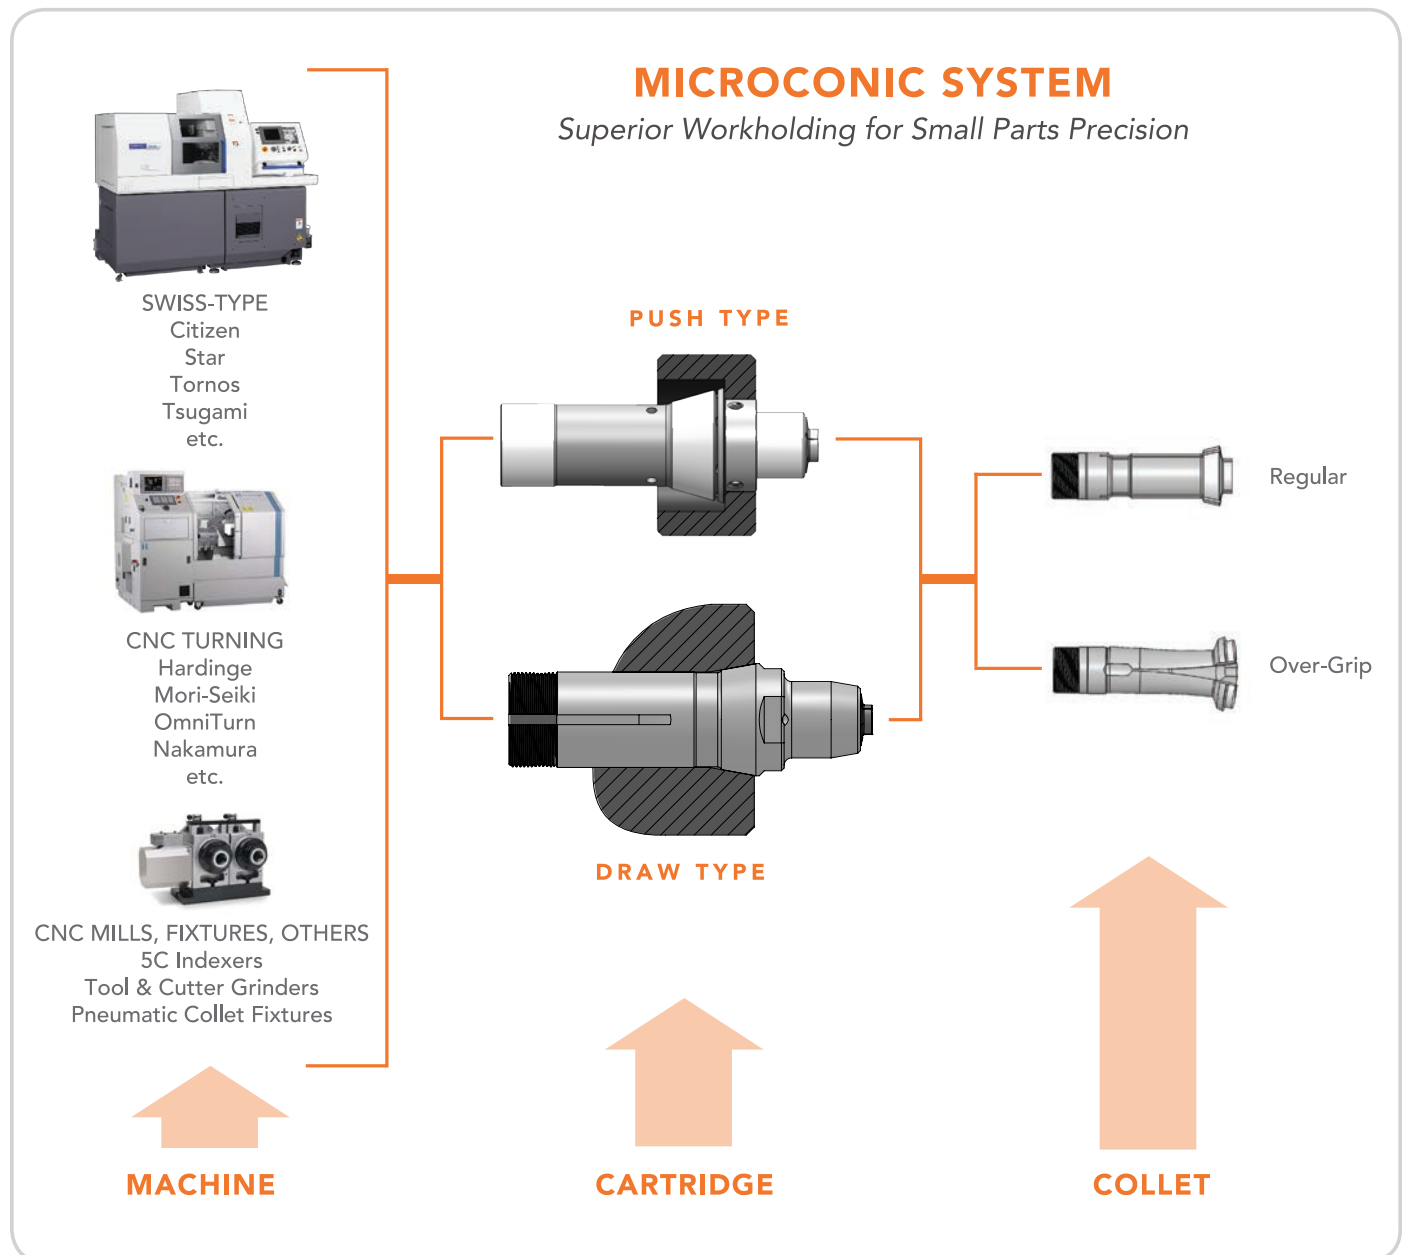 MICROCONIC SYSTEM
Superior Workholding for Small Parts Precision
SWISS-TYPE
Citizen
Star
Tornos
Tsugami
etc.
CNC TURNING
Hardinge
Mori-Seiki
OmniTurn
Nakamura
etc.
CNC MILLS, FIXTURES, OTHERS
5C Indexers
Tool & Cutter Grinders
Pneumatic Collet Fixtures
MACHINE
PUSH TYPE
DRAW TYPE
CARTRIDGE
Regular
Over-Grip
COLLET